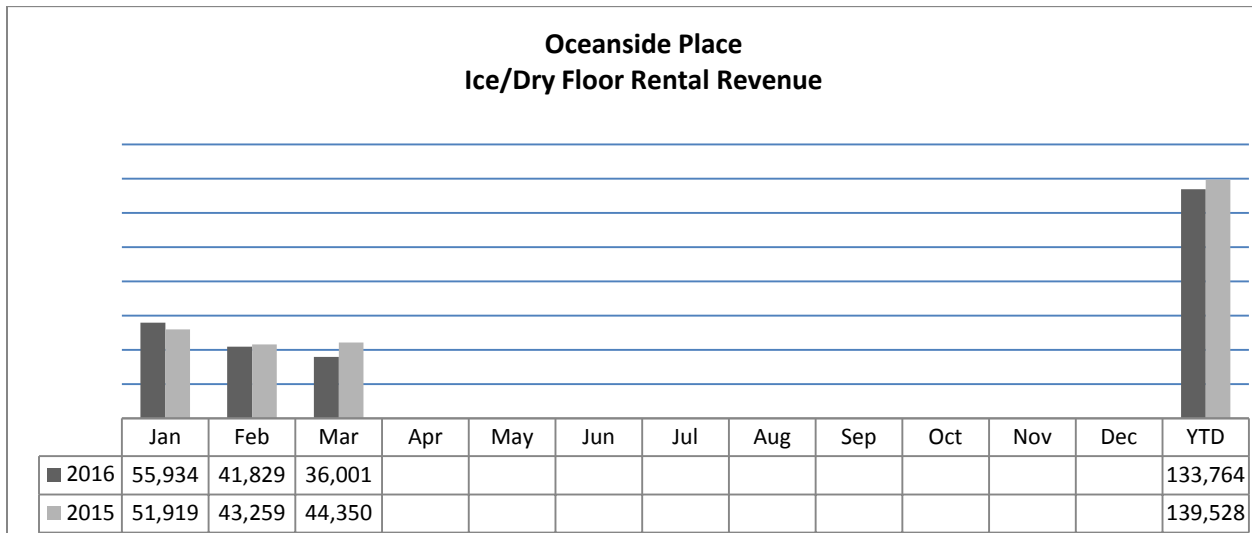 Oceanside Place
Ice/Dry Floor Rental Revenue
Jan Feb Mar Apr May Jun Jul Aug Sep Oct Nov Dec YTD
2016 55,934 41,829 36,001 133,764
2015 51,919 43,259 44,350 139,528